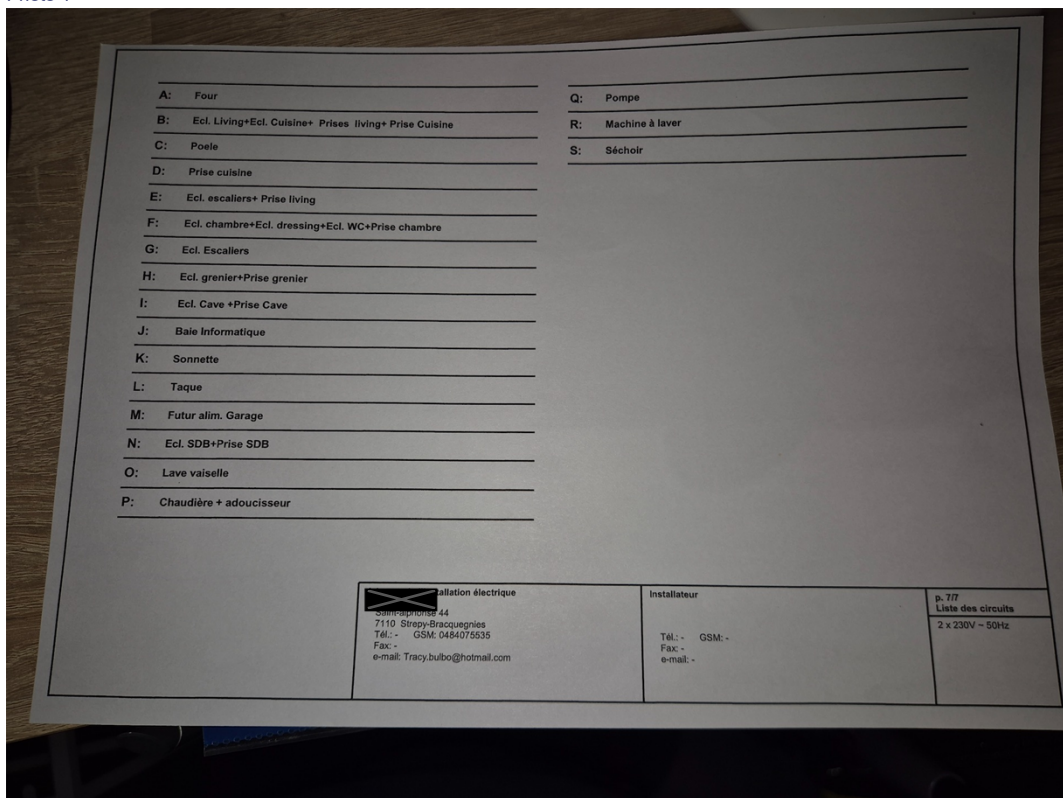 A: Four
B: Ecl. Living+Ecl. Cuisine+ Prises living+ Prise Cuisine
C: Poele
D: Prise cuisine
E: Ecl. escaliers+ Prise living
F: Ecl. chambre+Ecl. dressing+Ecl. WC+Prise chambre
G: Ecl. Escaliers
H: Ecl. grenier+Prise grenier
I: Ecl. Cave +Prise Cave
J: Baie Informatique
K: Sonnette
L: Taque
M: Futur alim. Garage
N: Ecl. SDB+Prise SDB
O: Lave vaiselle
P: Chaudière + adoucisseur
Q: Pompe
R: Machine à laver
S: Séchoir
allation électrique
Saint-alphonse 44
7110 Strepy-Bracquegnies
Tél.: - GSM: 0484075535
Fax: -
e-mail: Tracy.bulbo@hotmail.com
Installateur
Tél.: - GSM: -
Fax: -
e-mail: -
p. 7/7
Liste des circuits
2 x 230V ~ 50Hz